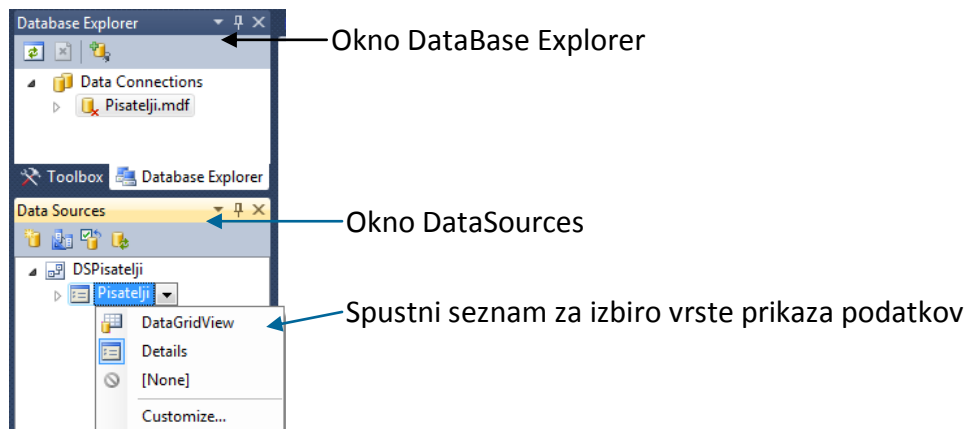 Database Explorer
Okno DataBase Explorer
Data Connections
Pisatelji.mdf
Toolbox Database Explorer
Data Sources
Okno DataSources
DSPisatelji
Pisatelji
Spustni seznam za izbiro vrste prikaza podatkov
DataGridView
Details
[None]
Customize...